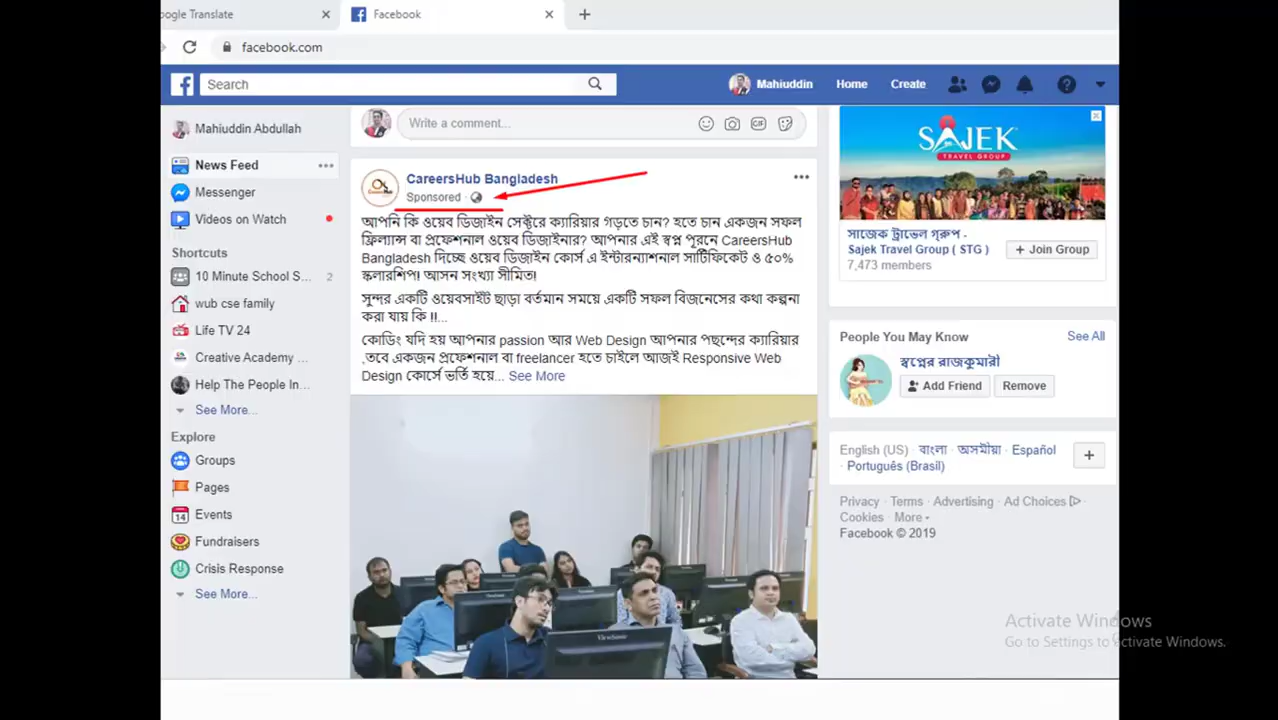 ogle Translate
Facebook
facebook.com
Search
Mahiuddin
Home
Create
Mahiuddin Abdullah
News Feed
Messenger
Videos on Watch
Shortcuts
10 Minute School S... 2
wub cse family
Life TV 24
Creative Academy ...
Help The People In...
See More...
Explore
Groups
Pages
14
Events
Fundraisers
Crisis Response
See More...
Write a comment...
GIF
CareersHub Bangladesh
Sponsored ·
আপনি কি ওয়েব ডিজাইন সেক্টরে ক্যারিয়ার গড়তে চান? হতে চান একজন সফল
ফ্রিল্যান্স বা প্রফেশনাল ওয়েব ডিজাইনার? আপনার এই স্বপ্ন পূরনে CareersHub
Bangladesh দিচ্ছে ওয়েব ডিজাইন কোর্স এ ইন্টারন্যাশনাল সার্টিফিকেট ও ৫০%
স্কলারশিপ! আসন সংখ্যা সীমিত!
সুন্দর একটি ওয়েবসাইট ছাড়া বর্তমান সময়ে একটি সফল বিজনেসের কথা কল্পনা
করা যায় কি !!...
কোডিং যদি হয় আপনার passion আর Web Design আপনার পছন্দের ক্যারিয়ার
,তবে একজন প্রফেশনাল বা freelancer হতে চাইলে আজই Responsive Web
Design কোর্সে ভর্তি হয়ে... See More
ViewSonic
SAJEK
TRAVEL GROUP
সাজেক ট্রাভেল গ্রুপ -
Sajek Travel Group ( STG )
+ Join Group
7,473 members
People You May Know
See All
স্বপ্নের রাজকুমারী
Add Friend
Remove
English (US) · বাংলা · অসমীয়া · Español
· Português (Brasil)
Privacy · Terms · Advertising · Ad Choices
Cookies · More
Facebook © 2019
Activate Windows
Go to Settings to activate Windows.